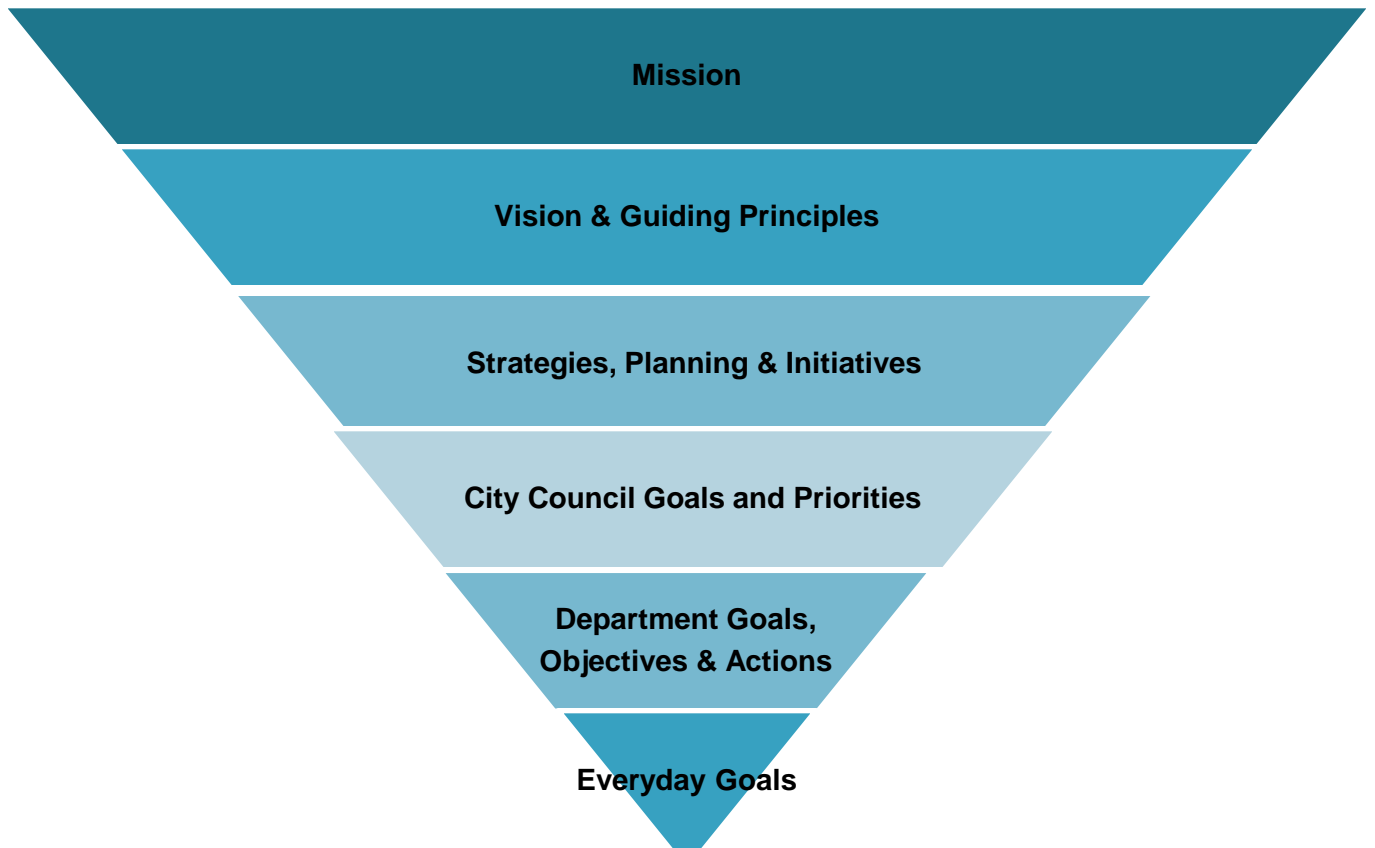 Mission
Vision & Guiding Principles
Strategies, Planning & Initiatives
City Council Goals and Priorities
Department Goals,
Objectives & Actions
Everyday Goals